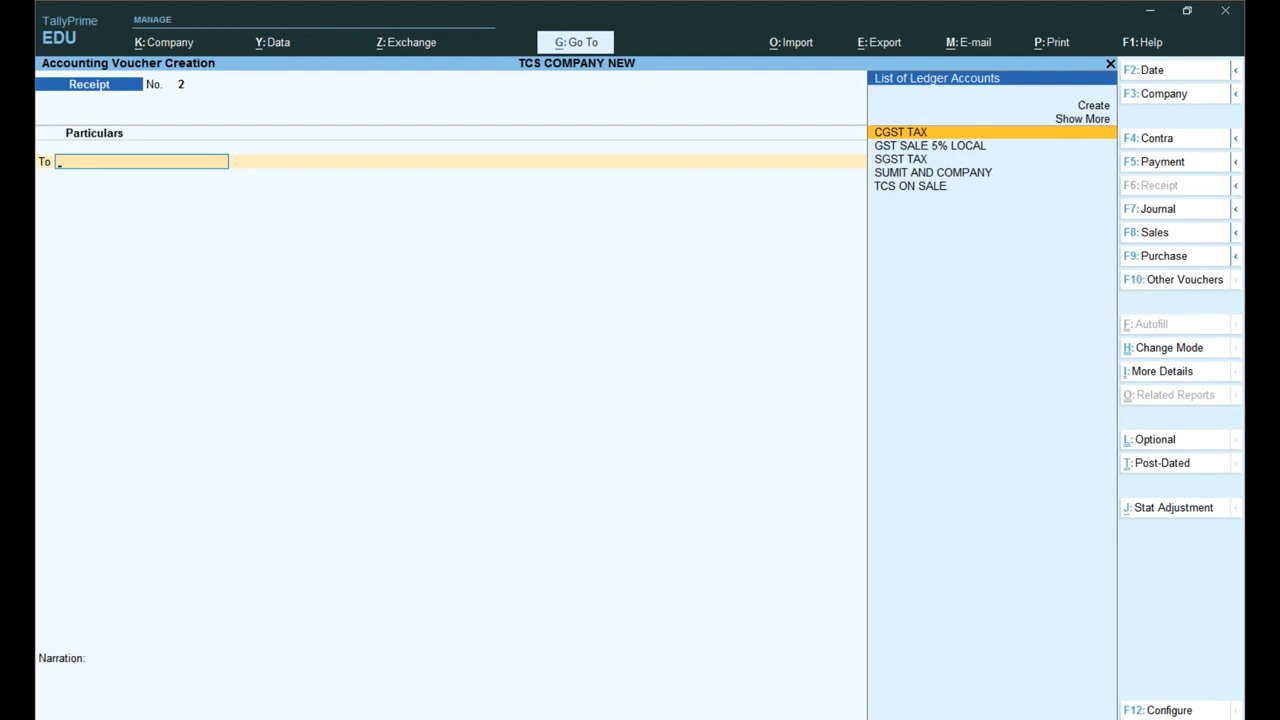 TallyPrime
EDU
MANAGE
K: Company
Y: Data
Z: Exchange
G: Go To
O: Import
E: Export
M: E-mail
P: Print
F1: Help
Accounting Voucher Creation
TCS COMPANY NEW
Receipt No. 2
Particulars
To
Narration:
List of Ledger Accounts
Create
Show More
CGST TAX
GST SALE 5% LOCAL
SGST TAX
SUMIT AND COMPANY
TCS ON SALE
F2: Date
F3: Company
F4: Contra
F5: Payment
F6: Receipt
F7: Journal
F8: Sales
F9: Purchase
F10: Other Vouchers
F: Autofill
H: Change Mode
I: More Details
O: Related Reports
L: Optional
T: Post-Dated
J: Stat Adjustment
F12: Configure